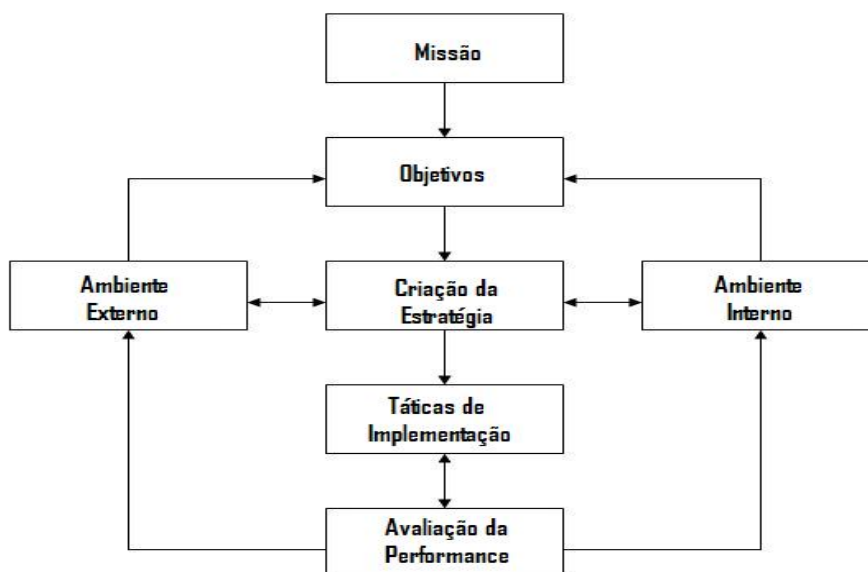 Missão
Objetivos
Ambiente
Externo
Criação da
Estratégia
Ambiente
Interno
Táticas de
Implementação
Avaliação da
Performance